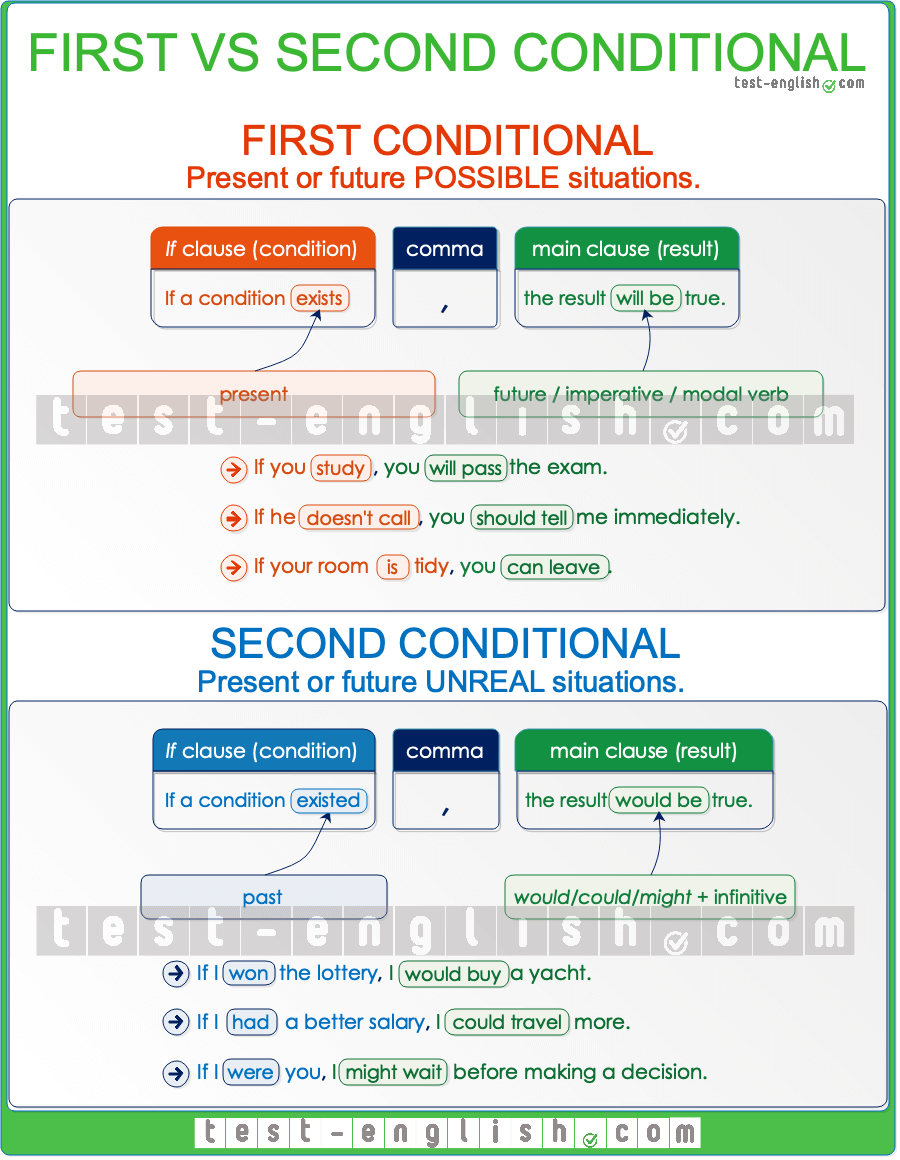 FIRST VS SECOND CONDITIONAL
test-english.com
FIRST CONDITIONAL
Present or future POSSIBLE situations.
If clause (condition) comma main clause (result)
If a condition exists , the result will be true.
present future / imperative / modal verb
test-english.com
If you study, you will pass the exam.
If he doesn't call, you should tell me immediately.
If your room is tidy, you can leave.
SECOND CONDITIONAL
Present or future UNREAL situations.
If clause (condition) comma main clause (result)
If a condition existed , the result would be true.
past would/could/might + infinitive
test-english.com
If I won the lottery, I would buy a yacht.
If I had a better salary, I could travel more.
If I were you, I might wait before making a decision.
test-english.com